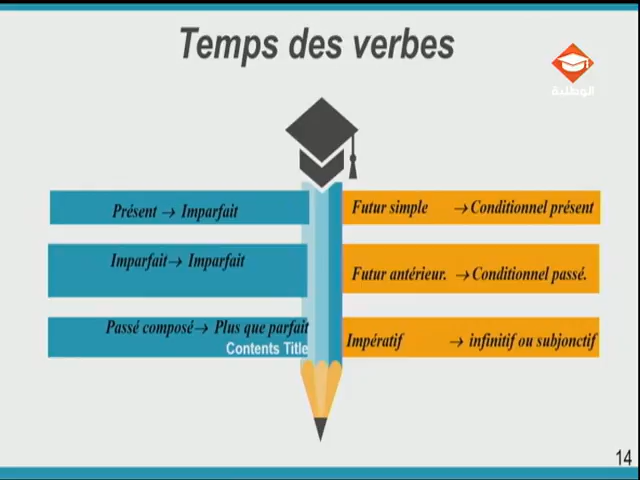 Temps des verbes
الوطنية
Présent → Imparfait
Futur simple → Conditionnel présent
Imparfait→ Imparfait
Futur antérieur. → Conditionnel passé.
Passé composé→ Plus que parfait
Contents Title
Impératif → infinitif ou subjonctif
14